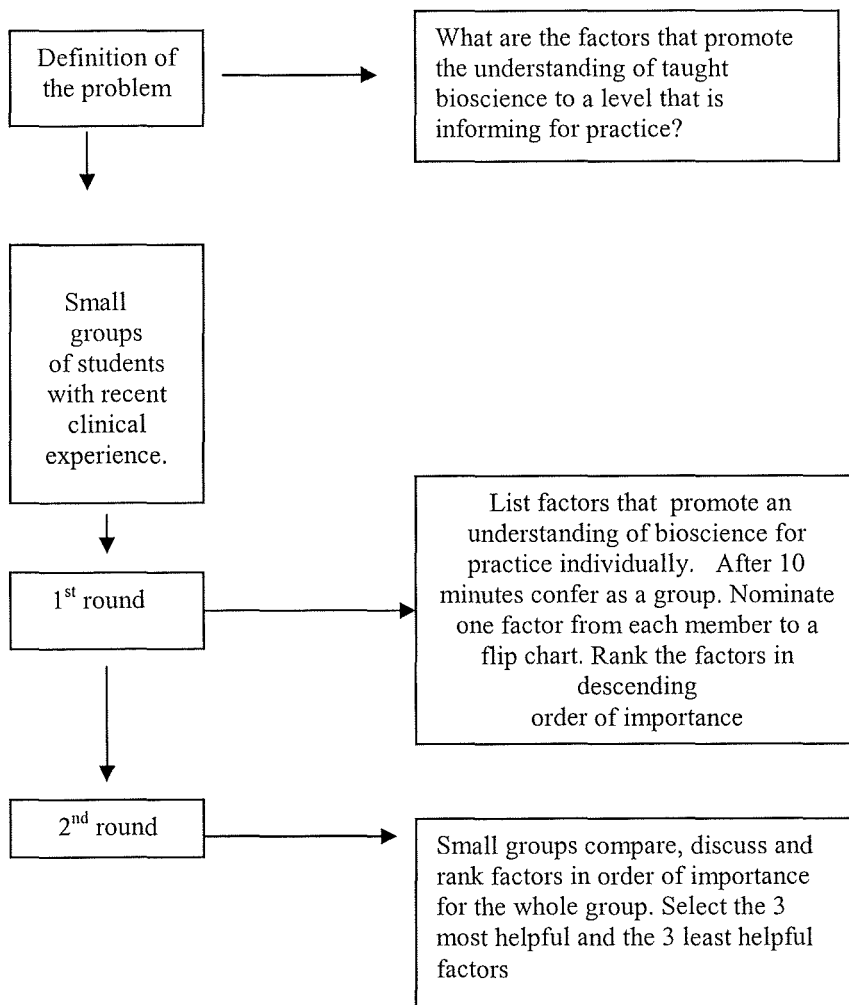 Definition of
the problem
What are the factors that promote
the understanding of taught
bioscience to a level that is
informing for practice?
Small
groups
of students
with recent
clinical
experience.
1st round
List factors that promote an
understanding of bioscience for
practice individually. After 10
minutes confer as a group. Nominate
one factor from each member to a
flip chart. Rank the factors in
descending
order of importance
2nd round
Small groups compare, discuss and
rank factors in order of importance
for the whole group. Select the 3
most helpful and the 3 least helpful
factors